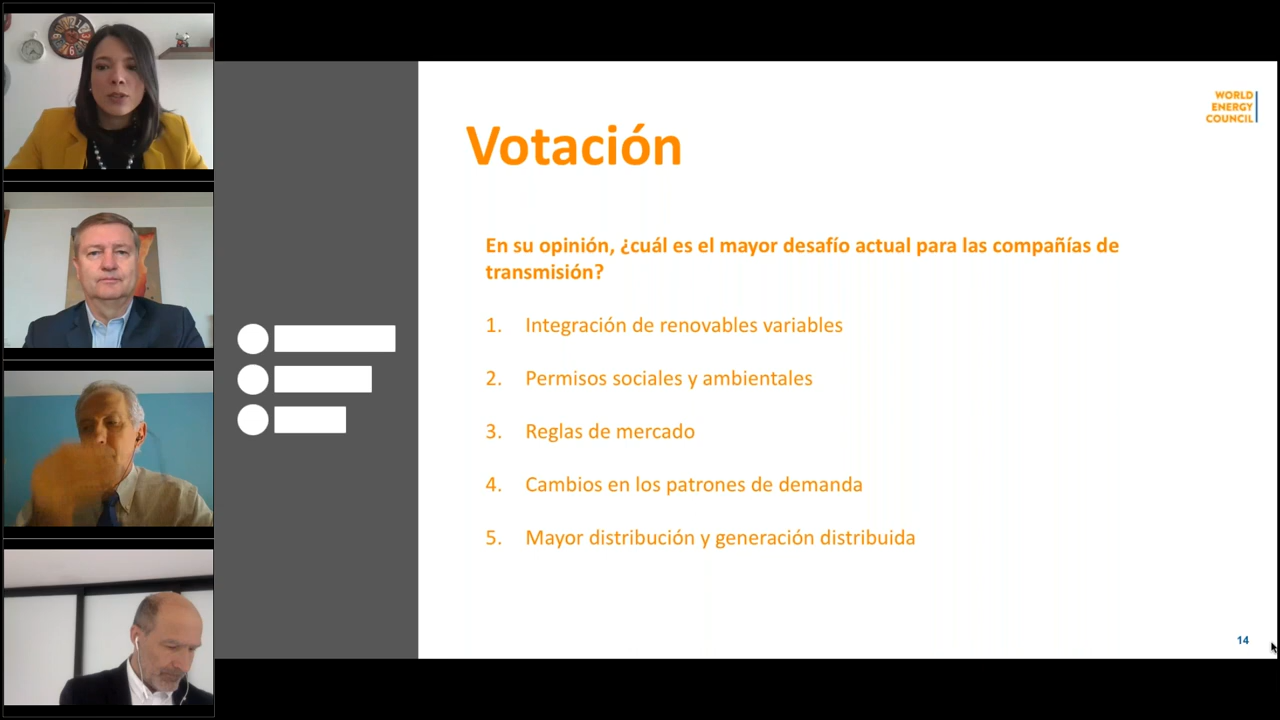 WORLD
ENERGY
COUNCIL
Votación
En su opinión, ¿cuál es el mayor desafío actual para las compañías de
transmisión?
1. Integración de renovables variables
2. Permisos sociales y ambientales
3. Reglas de mercado
4. Cambios en los patrones de demanda
5. Mayor distribución y generación distribuida
14